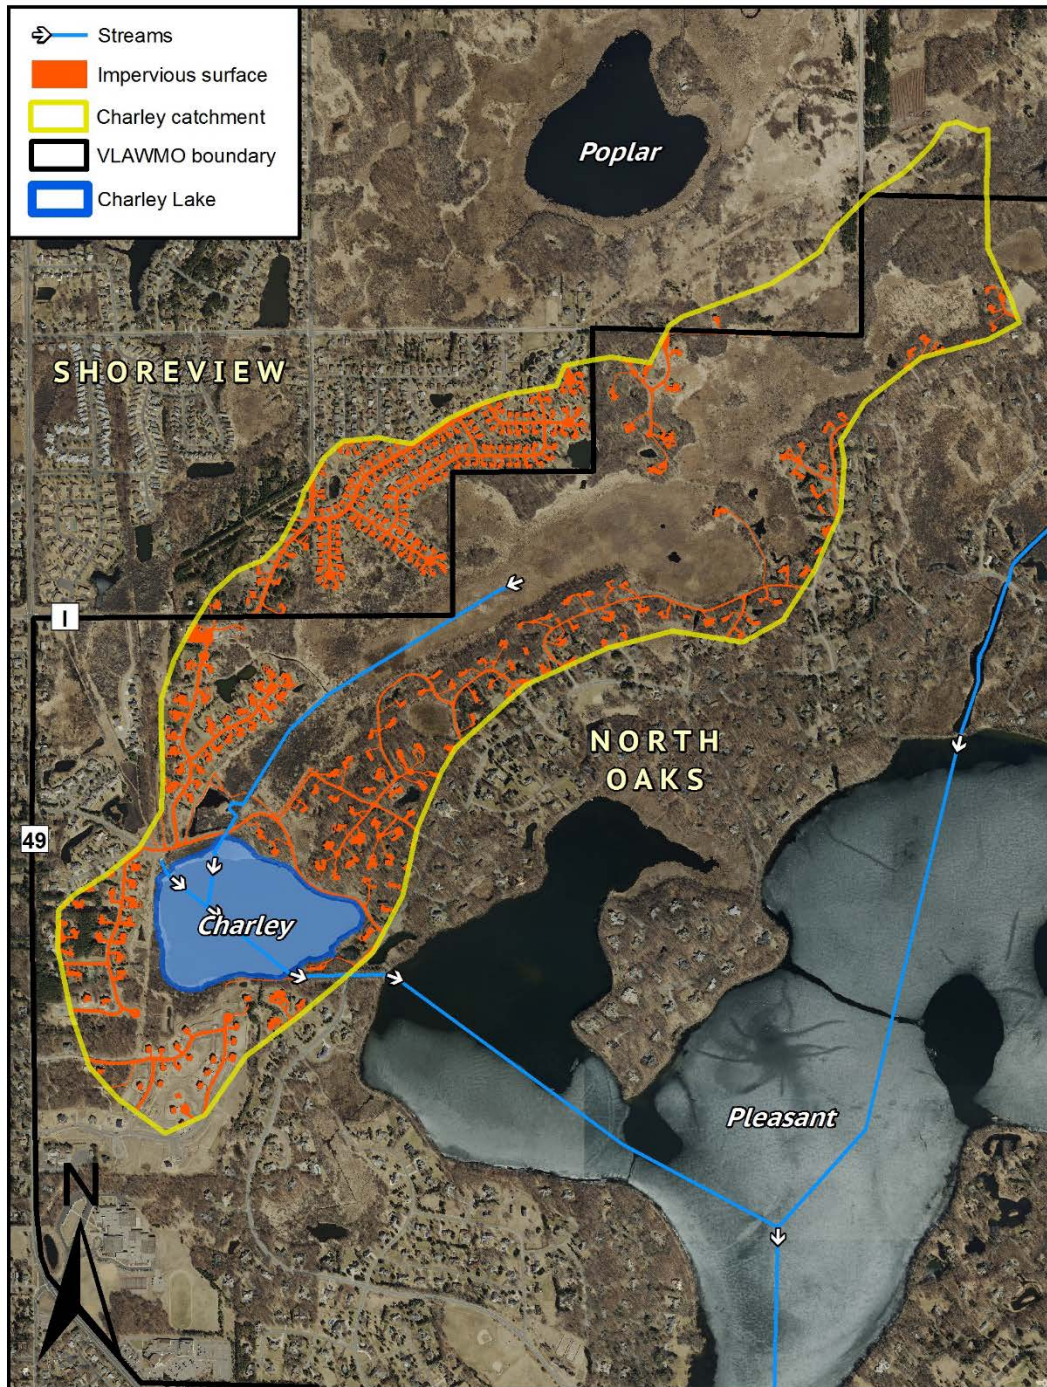 Streams
Impervious surface
Charley catchment
VLAWMO boundary
Charley Lake
Poplar
SHOREVIEW
I
NORTH
OAKS
49
Charley
Pleasant
N